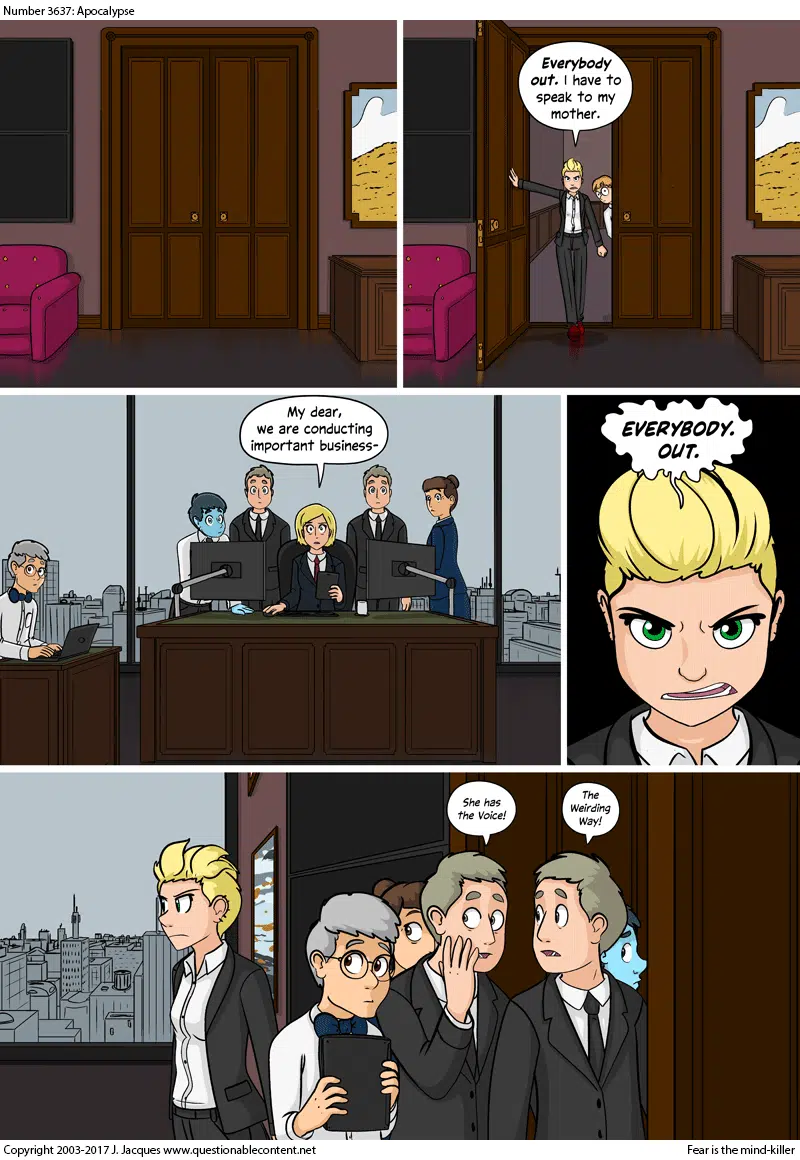 Number 3637: Apocalypse
Everybody
out. I have to
speak to my
mother.
My dear,
we are conducting
important business-
EVERYBODY.
OUT.
She has
the Voice!
The
Weirding
Way!
Copyright 2003-2017 J. Jacques www.questionablecontent.net
Fear is the mind-killer